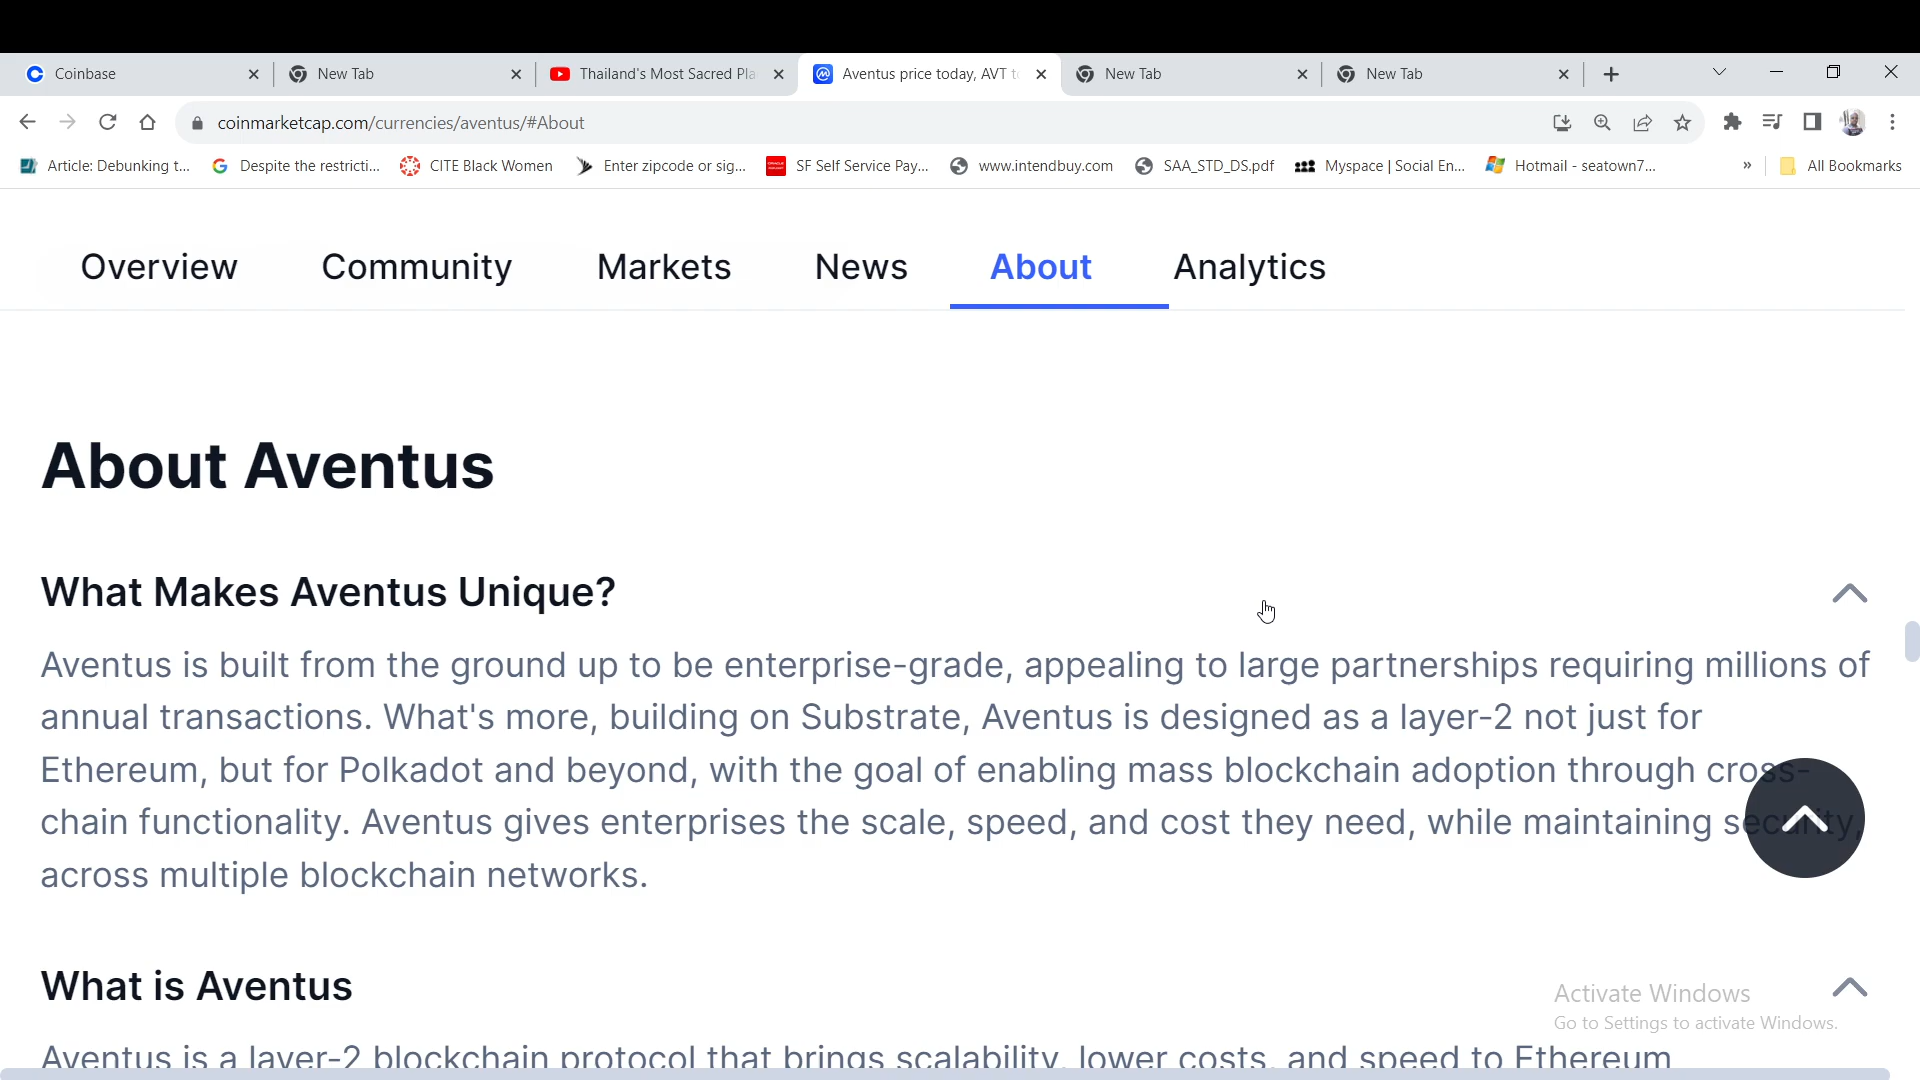 Coinbase
New Tab
Thailand's Most Sacred Pla
Aventus price today, AVT to
New Tab
New Tab
coinmarketcap.com/currencies/aventus/#About
Article: Debunking t...
Despite the restricti...
CITE Black Women
Enter zipcode or sig...
SF Self Service Pay...
www.intendbuy.com
SAA_STD_DS.pdf
Myspace | Social En...
Hotmail - seatown7...
»
All Bookmarks
Overview
Community
Markets
News
About
Analytics
About Aventus
What Makes Aventus Unique?
Aventus is built from the ground up to be enterprise-grade, appealing to large partnerships requiring millions of
annual transactions. What's more, building on Substrate, Aventus is designed as a layer-2 not just for
Ethereum, but for Polkadot and beyond, with the goal of enabling mass blockchain adoption through cross-
chain functionality. Aventus gives enterprises the scale, speed, and cost they need, while maintaining security,
across multiple blockchain networks.
What is Aventus
Activate Windows
Go to Settings to activate Windows.
Aventus is a layer-2 blockchain protocol that brings scalability, lower costs, and speed to Ethereum